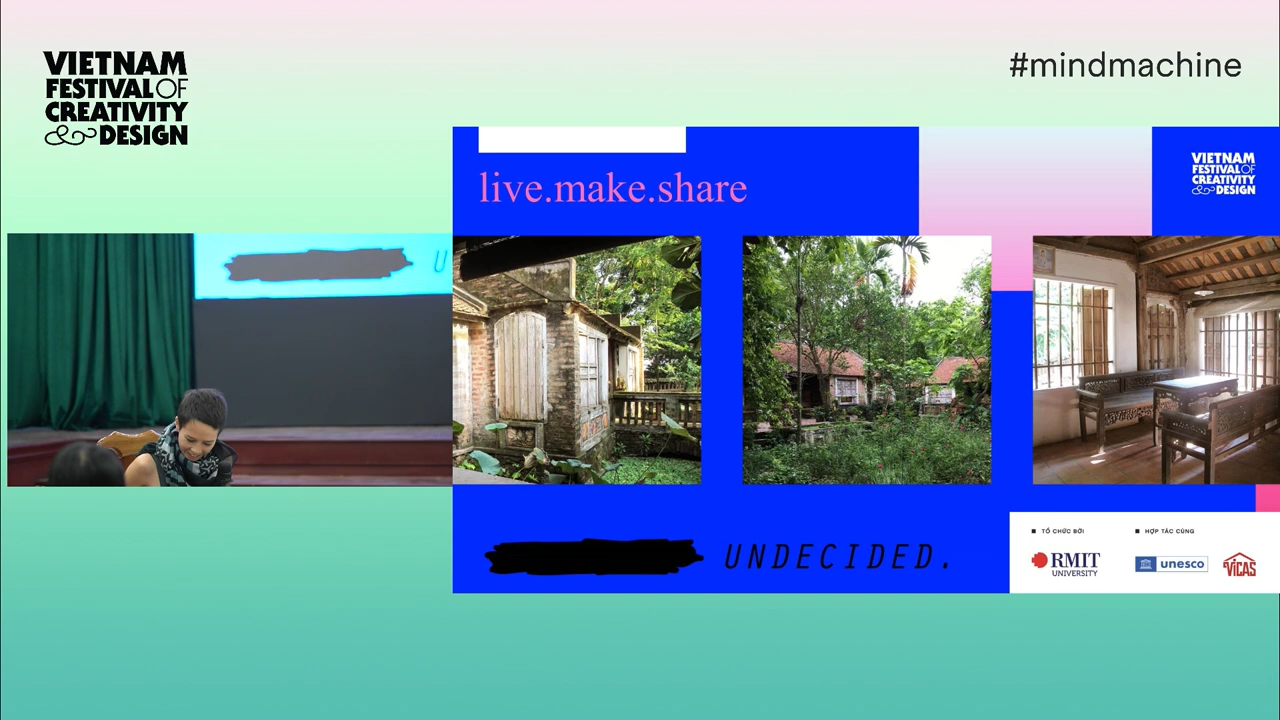 VIETNAM
FESTIVAL OF
CREATIVITY
& DESIGN
#mindmachine
live.make.share
VIETNAM
FESTIVAL OF
CREATIVITY
& DESIGN
U
UNDECIDED.
TỔ CHỨC BỞI
HỢP TÁC CÙNG
RMIT
UNIVERSITY
unesco
VICAS